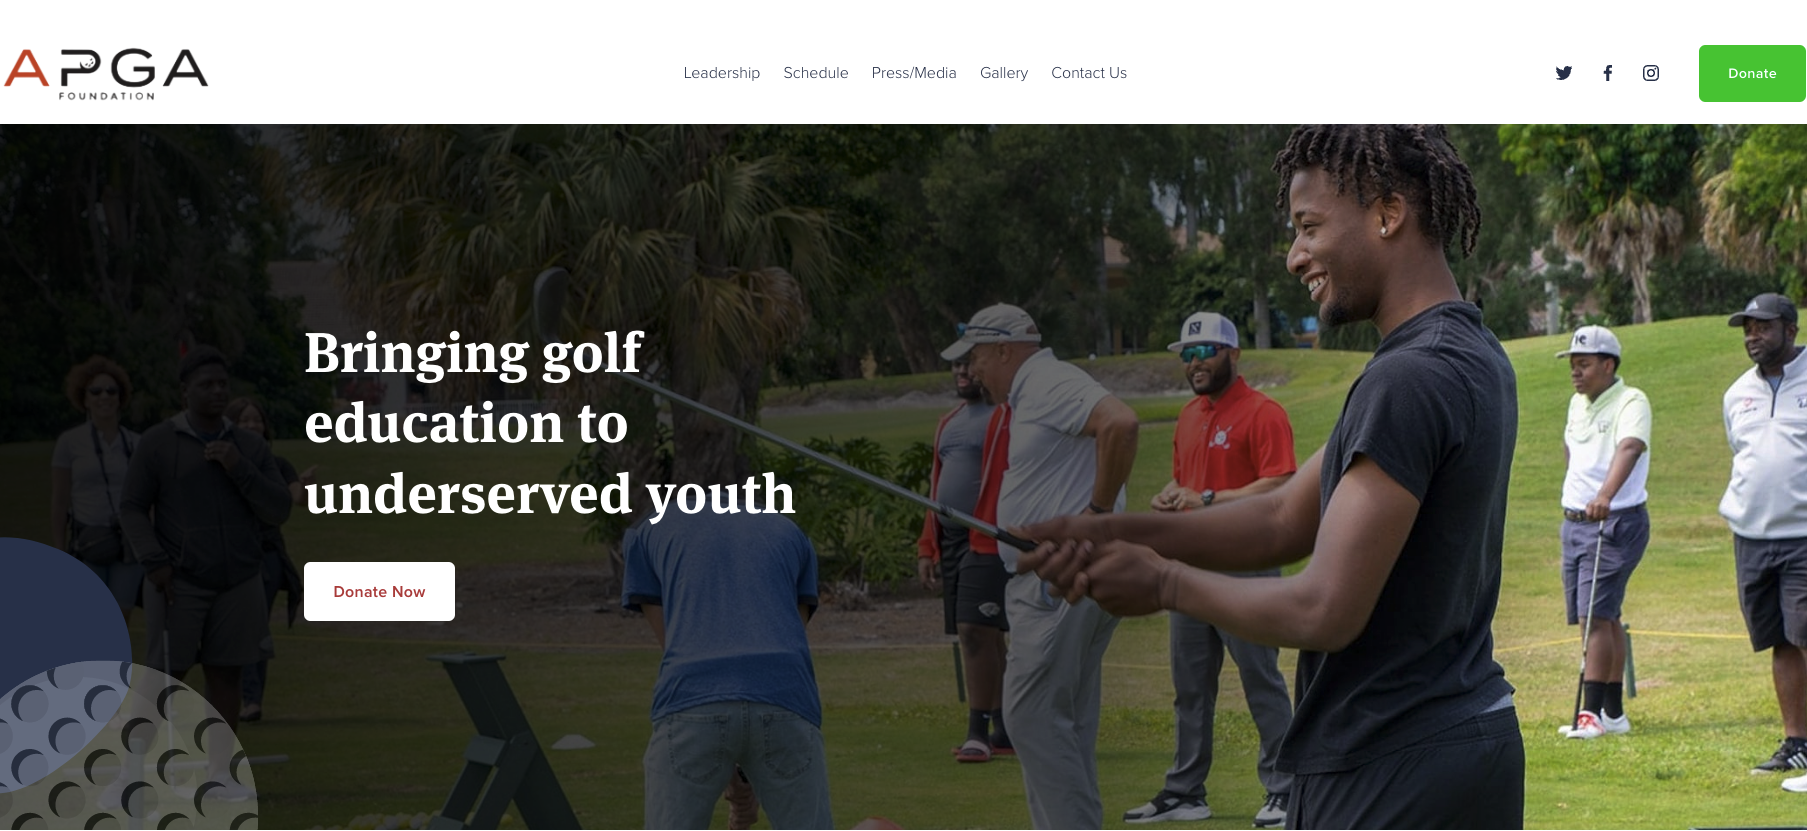 APGA
FOUNDATION
Leadership Schedule Press/Media Gallery Contact Us
Donate
Bringing golf
education to
underserved youth
Donate Now